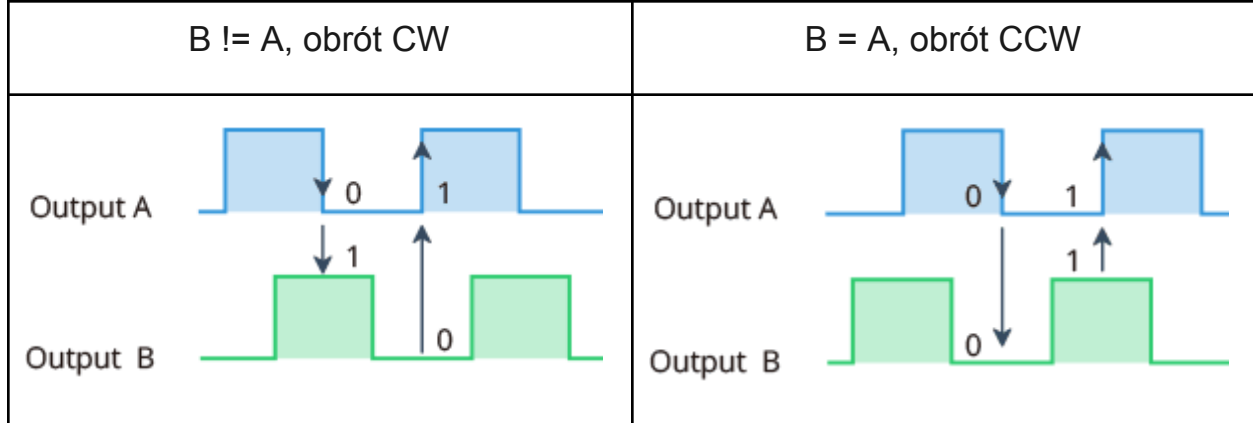 B != A, obrót CW
B = A, obrót CCW
Output A
0
1
1
Output B
0
Output A
0
1
1
Output B
0